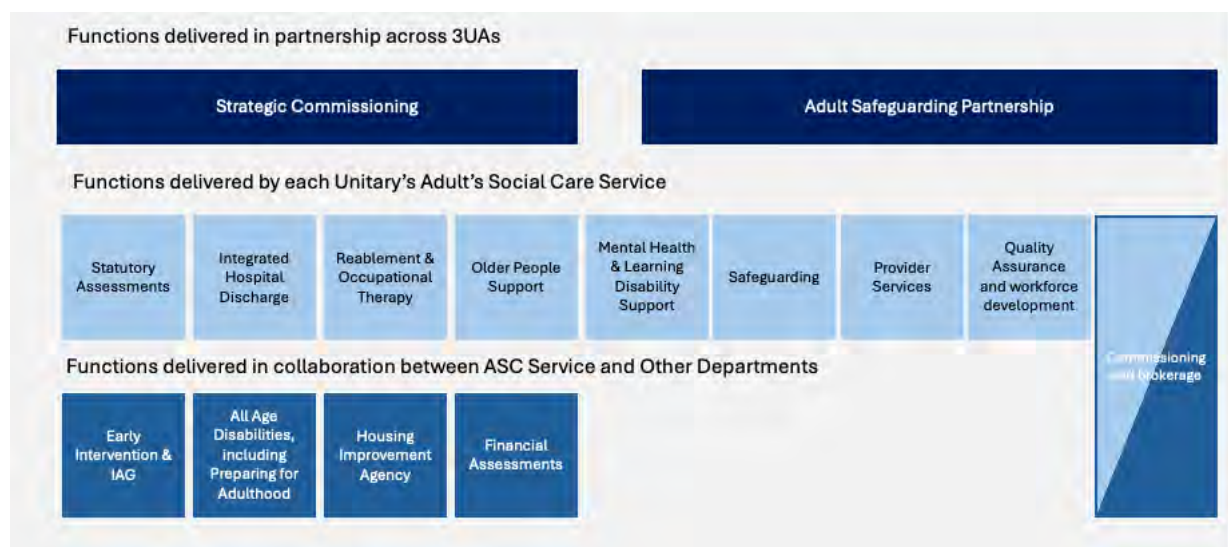 Functions delivered in partnership across 3UAs
Strategic Commissioning
Adult Safeguarding Partnership
Functions delivered by each Unitary's Adult's Social Care Service
Statutory
Assessments
Integrated
Hospital
Discharge
Reablement &
Occupational
Therapy
Older People
Support
Mental Health
& Learning
Disability
Support
Safeguarding
Provider
Services
Quality
Assurance
and workforce
development
Commissioning
and brokerage
Functions delivered in collaboration between ASC Service and Other Departments
Early
Intervention &
IAG
All Age
Disabilities,
including
Preparing for
Adulthood
Housing
Improvement
Agency
Financial
Assessments